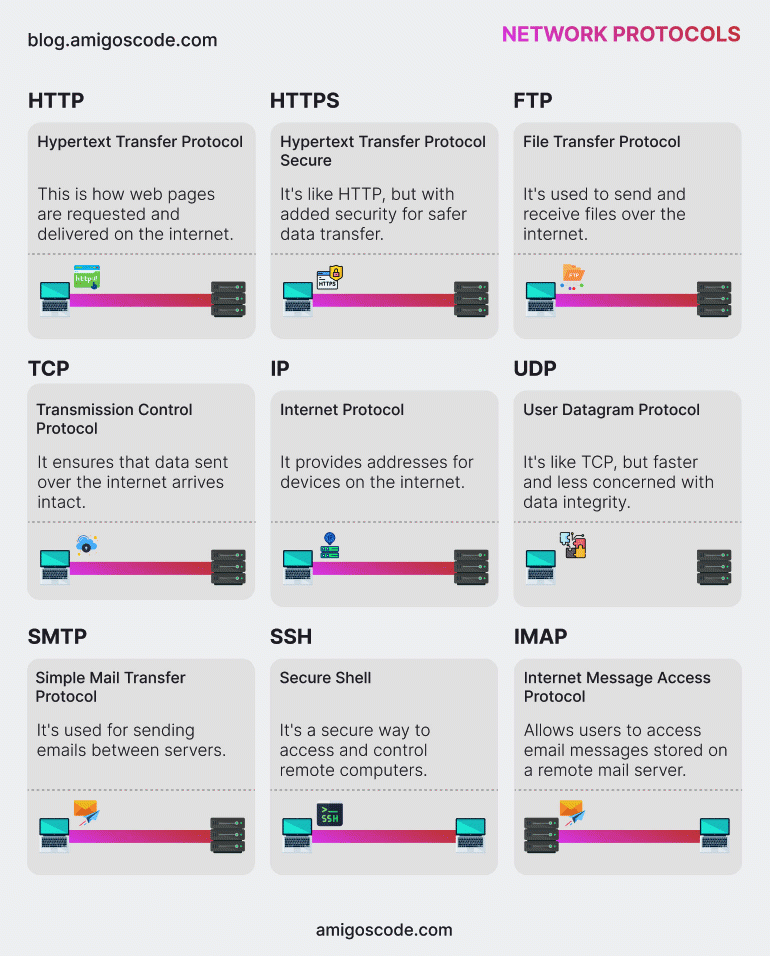 blog.amigoscode.com
NETWORK PROTOCOLS
HTTP
Hypertext Transfer Protocol
This is how web pages
are requested and
delivered on the internet.
http://
HTTPS
Hypertext Transfer Protocol
Secure
It's like HTTP, but with
added security for safer
data transfer.
HTTPS
FTP
File Transfer Protocol
It's used to send and
receive files over the
internet.
FTP
TCP
Transmission Control
Protocol
It ensures that data sent
over the internet arrives
intact.
IP
Internet Protocol
It provides addresses for
devices on the internet.
UDP
User Datagram Protocol
It's like TCP, but faster
and less concerned with
data integrity.
SMTP
Simple Mail Transfer
Protocol
It's used for sending
emails between servers.
SSH
Secure Shell
It's a secure way to
access and control
remote computers.
>_
SSH
IMAP
Internet Message Access
Protocol
Allows users to access
email messages stored on
a remote mail server.
amigoscode.com